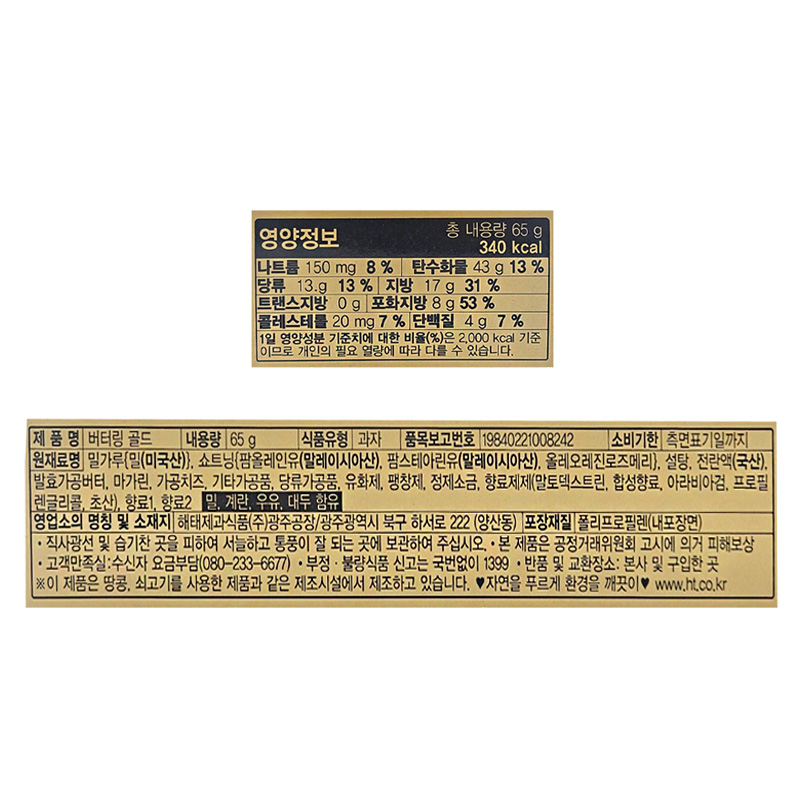 영양정보 총 내용량 65 g
340 kcal
나트륨 150 mg 8 % 탄수화물 43 g 13 %
당류 13.g 13 % 지방 17 g 31 %
트랜스지방 0 g 포화지방 8 g 53 %
콜레스테롤 20 mg 7 % 단백질 4 g 7 %
1일 영양성분 기준치에 대한 비율(%)은 2,000 kcal 기준
이므로 개인의 필요 열량에 따라 다를 수 있습니다.
제 품 명 버터링 골드 내용량 65 g 식품유형 과자 품목보고번호 19840221008242 소비기한 측면표기일까지
원재료명 밀가루{밀(미국산)}, 쇼트닝{팜올레인유(말레이시아산), 팜스테아린유(말레이시아산), 올레오레진로즈메리}, 설탕, 전란액(국산),
발효가공버터, 마가린, 가공치즈, 기타가공품, 당류가공품, 유화제, 팽창제, 정제소금, 향료제제(말토덱스트린, 합성향료, 아라비아검, 프로필
렌글리콜, 초산), 향료1, 향료2 밀, 계란, 우유, 대두 함유
영업소의 명칭 및 소재지 해태제과식품(주)광주공장/광주광역시 북구 하서로 222 (양산동) 포장재질 폴리프로필렌(내포장면)
•직사광선 및 습기찬 곳을 피하여 서늘하고 통풍이 잘 되는 곳에 보관하여 주십시오. •본 제품은 공정거래위원회 고시에 의거 피해보상
•고객만족실:수신자 요금부담(080-233-6677) •부정·불량식품 신고는 국번없이 1399 •반품 및 교환장소: 본사 및 구입한 곳
※이 제품은 땅콩, 쇠고기를 사용한 제품과 같은 제조시설에서 제조하고 있습니다. ♥자연을 푸르게 환경을 깨끗이♥ www.ht.co.kr